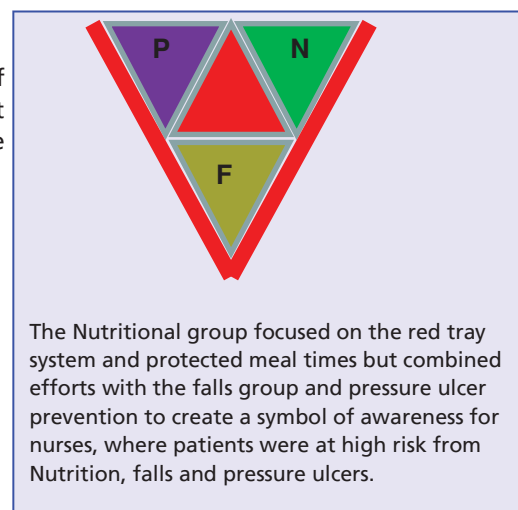 f
t
e
P N
F
The Nutritional group focused on the red tray
system and protected meal times but combined
efforts with the falls group and pressure ulcer
prevention to create a symbol of awareness for
nurses, where patients were at high risk from
Nutrition, falls and pressure ulcers.